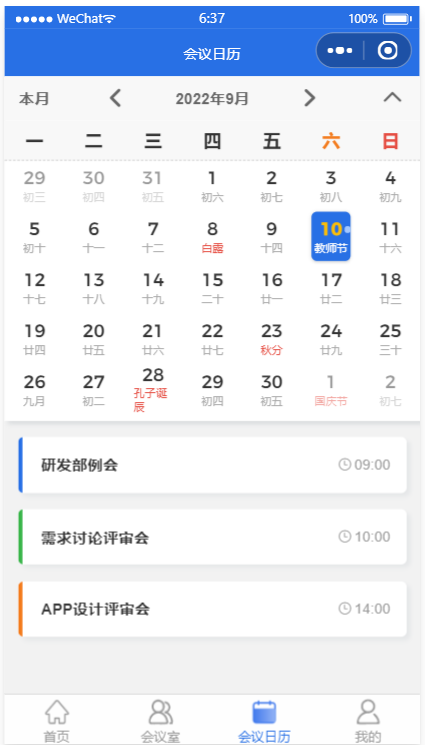 WeChat 6:37 100%
会议日历
本月 2022年9月
一 二 三 四 五 六 日
29 30 31 1 2 3 4
初三 初四 初五 初六 初七 初八 初九
5 6 7 8 9 10 11
初十 十一 十二 白露 十四 教师节 十六
12 13 14 15 16 17 18
十七 十八 十九 二十 廿一 廿二 廿三
19 20 21 22 23 24 25
廿四 廿五 廿六 廿七 秋分 廿九 三十
26 27 28 29 30 1 2
九月 初二 孔子诞辰 初四 初五 国庆节 初七
研发部例会 09:00
需求讨论评审会 10:00
APP设计评审会 14:00
首页 会议室 会议日历 我的